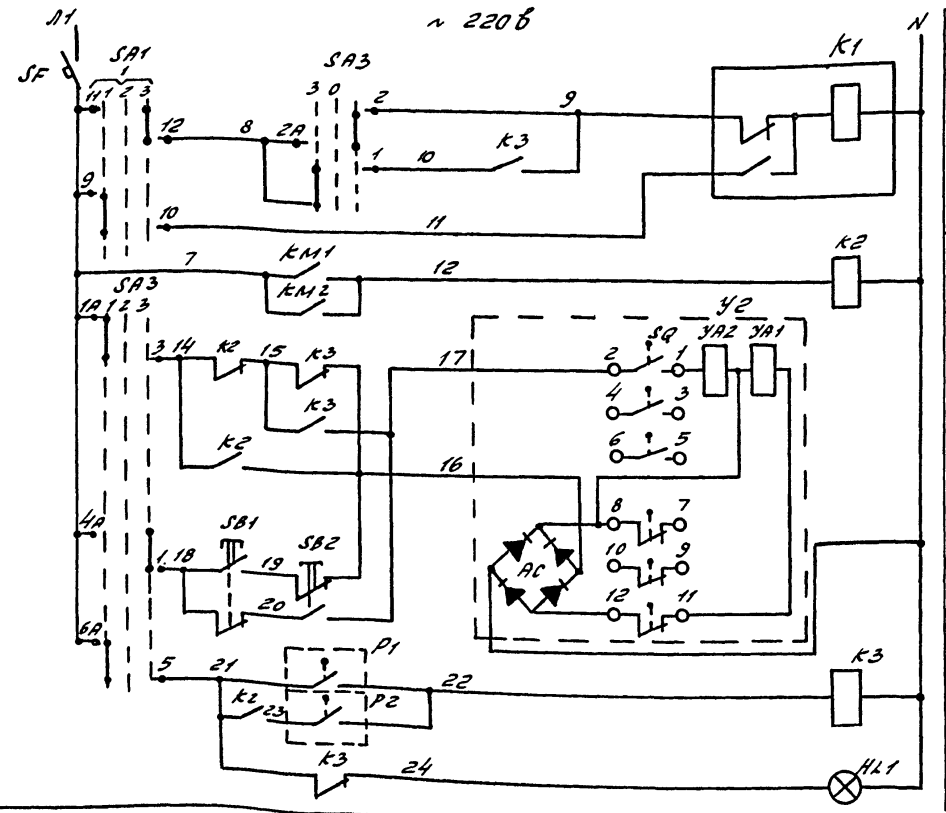 Л1
~ 220 В
N
SF
SA1
1
11 1 2 3
SA3
3 0
2
9
K1
12
8
2A
1
10
K3
9
10
11
7
KM1
12
K2
KM2
SA3
1A 1 2 3
У2
3 14
K2
15
K3
17
2
SQ
1
УА2
УА1
4
3
K3
6
5
K2
16
8
7
4A
SB1
10
9
1. 18
19
SB2
AC
20
12
11
6A
5
21
P1
22
K3
K2
23
P2
K3
24
HL1